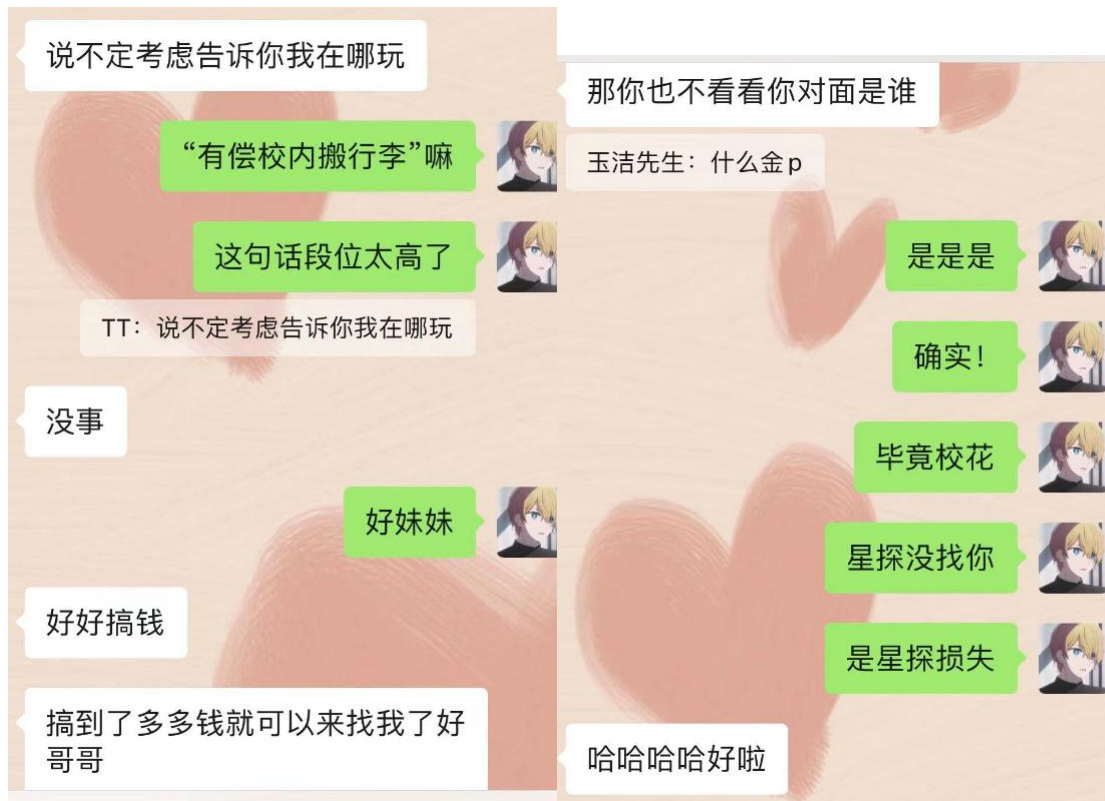 说不定考虑告诉你我在哪玩
“有偿校内搬行李”嘛
这句话段位太高了
TT：说不定考虑告诉你我在哪玩
没事
好妹妹
好好搞钱
搞到了多多钱就可以来找我了好
哥哥
那你也不看看你对面是谁
玉洁先生：什么金p
是是是
确实！
毕竟校花
星探没找你
是星探损失
哈哈哈哈好啦